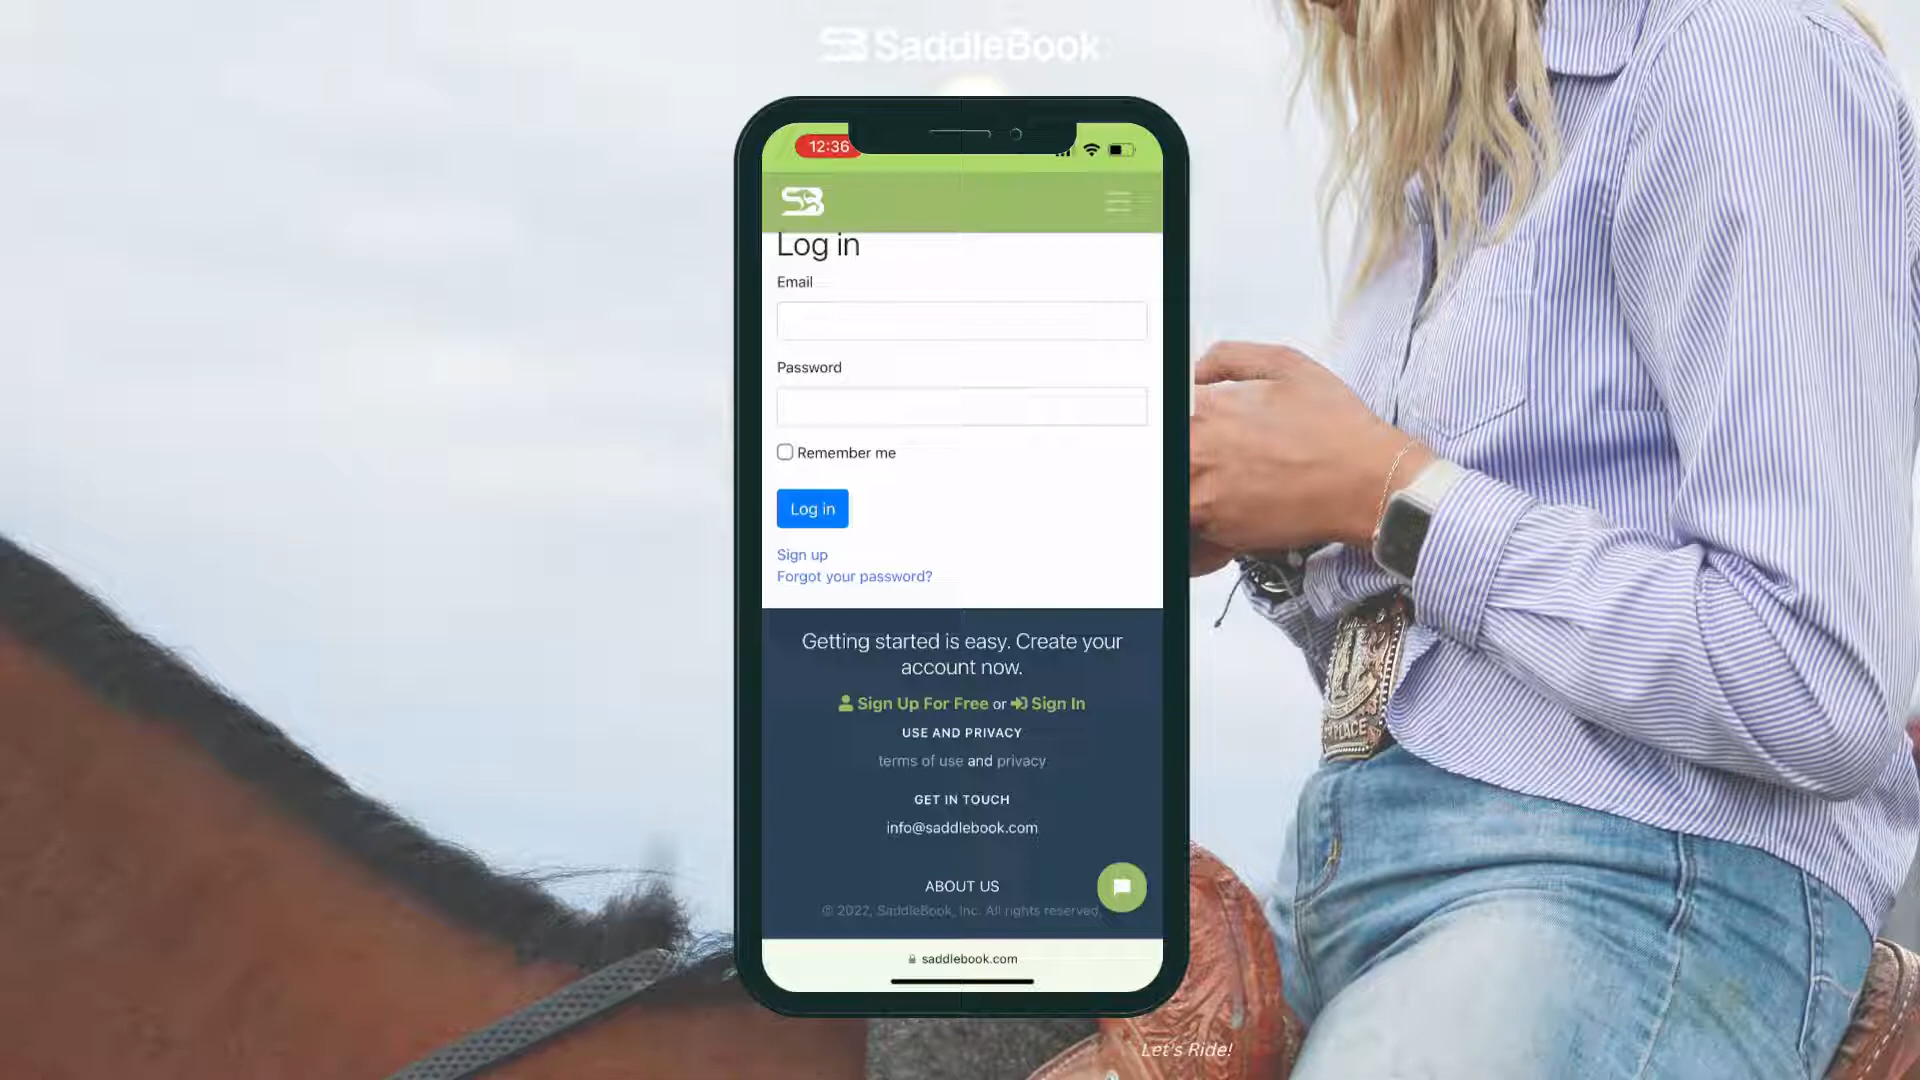 SaddleBook
12:36
SB
Log in
Email
Password
Remember me
Log in
Sign up
Forgot your password?
Getting started is easy. Create your
account now.
Sign Up For Free or Sign In
USE AND PRIVACY
terms of use and privacy
GET IN TOUCH
info@saddlebook.com
ABOUT US
© 2022, SaddleBook, Inc. All rights reserved.
saddlebook.com
PLACE
Let's Ride!